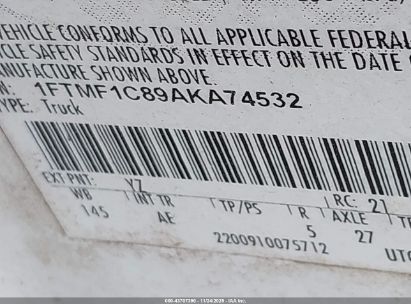 VEHICLE CONFORMS TO ALL APPLICABLE FEDERAL
VEHICLE SAFETY STANDARDS IN EFFECT ON THE DATE O
MANUFACTURE SHOWN ABOVE.
1FTMF1C89AKA74532
TYPE: Truck
EXT PNT: YZ RC: 21
WB INT TR TP/PS R AXLE TR
145 AE 5 27
2200910075712 UTC